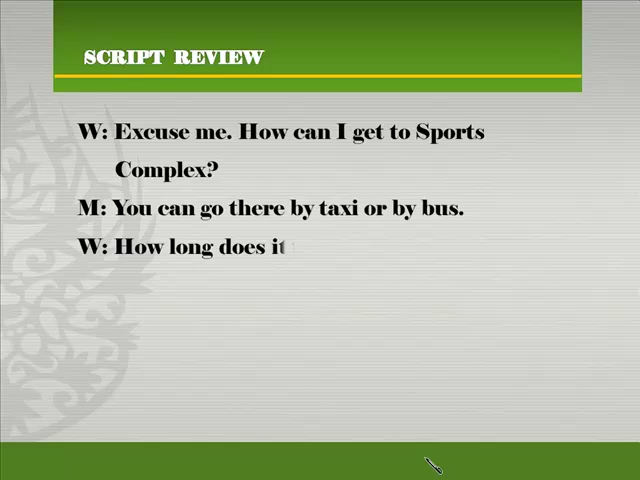 SCRIPT REVIEW
W: Excuse me. How can I get to Sports
Complex?
M: You can go there by taxi or by bus.
W: How long does it